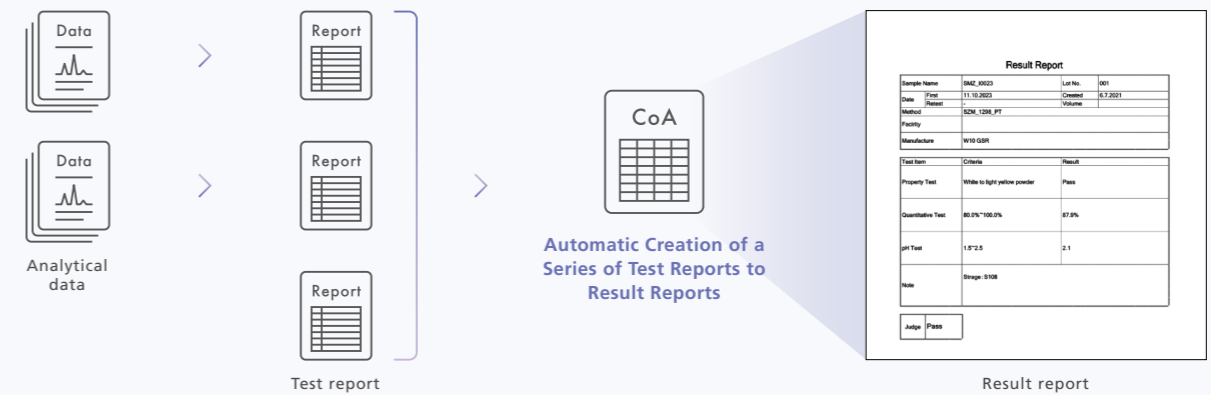 Data
Data
Analytical
data
Report
Report
Report
Test report
CoA
Automatic Creation of a
Series of Test Reports to
Result Reports
Result Report
Sample Name SMZ_I0023 Lot No. 001
Date First 11.10.2023 Created 6.7.2021
Retest - Volume
Method SZM_1298_PT
Facirity
Manufacture W10 GSR
Test Item Criteria Result
Property Test White to light yellow powder Pass
Quantitative Test 80.0%~100.0% 87.9%
pH Test 1.5~2.5 2.1
Note Strage : S108
Judge Pass
Result report